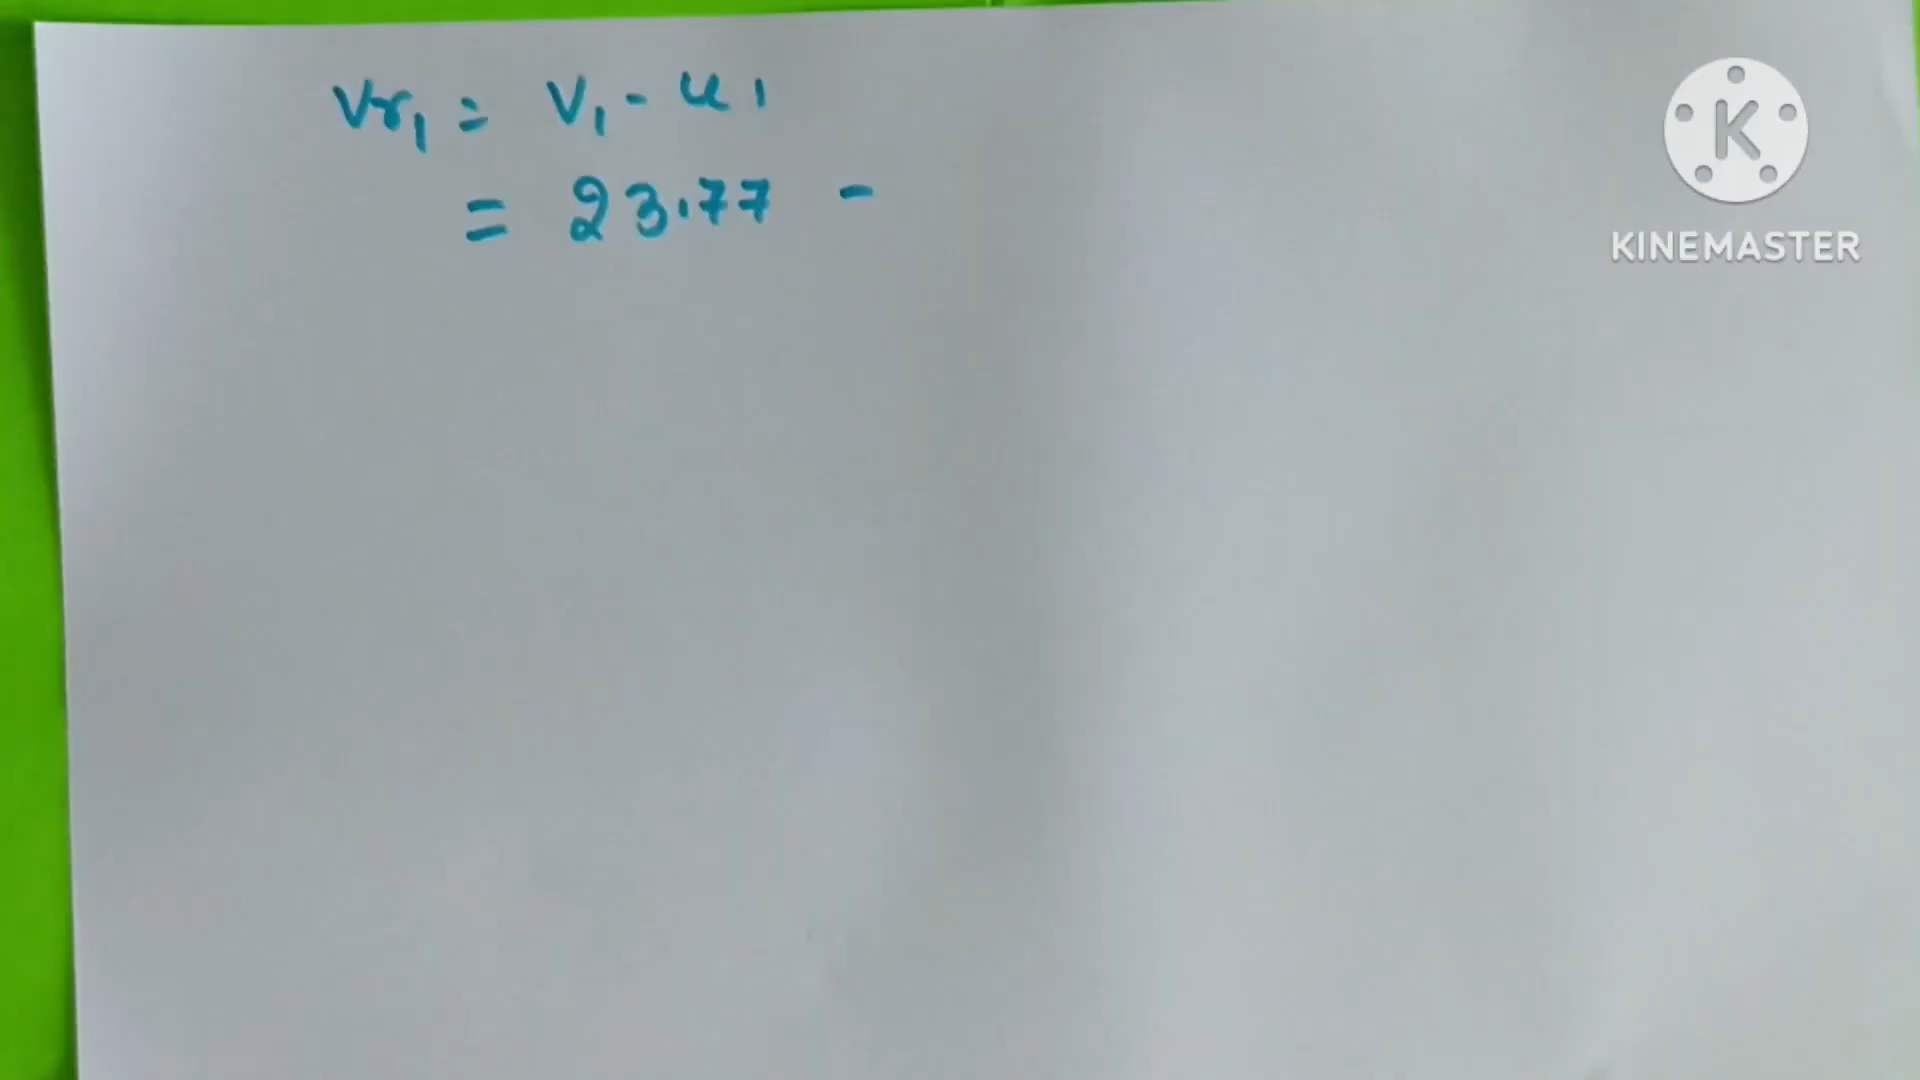 Vr₁ = V₁ - u₁
= 23.77 -
K
KINEMASTER